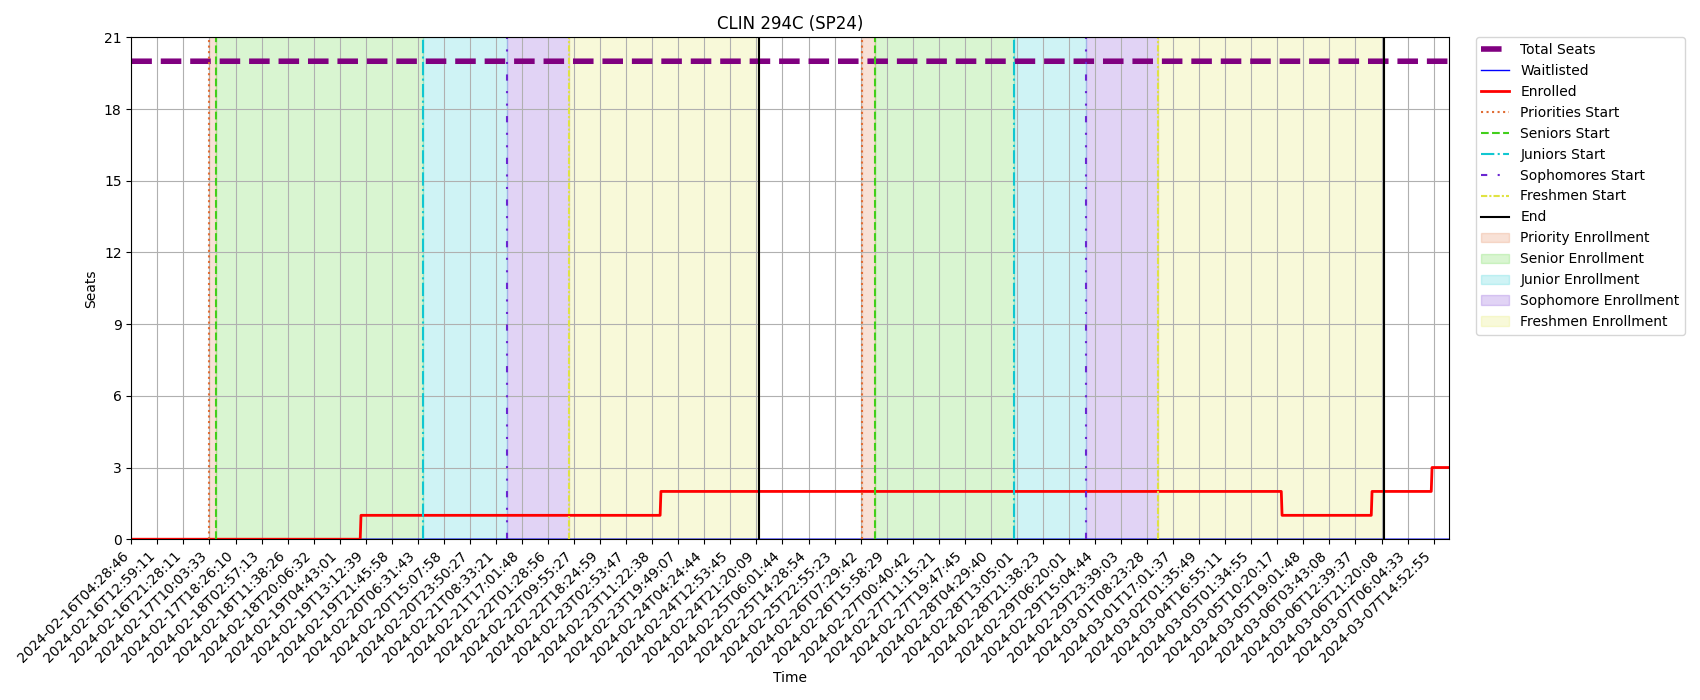 CLIN 294C (SP24)
Seats
21
18
15
12
9
6
3
0
2024-02-16T04:28:46
2024-02-16T12:59:11
2024-02-16T21:28:11
2024-02-17T10:03:33
2024-02-17T18:26:10
2024-02-18T02:57:13
2024-02-18T11:38:26
2024-02-18T20:06:32
2024-02-19T04:43:01
2024-02-19T13:12:39
2024-02-19T21:45:58
2024-02-20T06:31:43
2024-02-20T15:07:58
2024-02-20T23:50:27
2024-02-21T08:33:21
2024-02-21T17:01:48
2024-02-22T01:28:56
2024-02-22T09:55:27
2024-02-22T18:24:59
2024-02-23T02:53:47
2024-02-23T11:22:38
2024-02-23T19:49:07
2024-02-24T04:24:44
2024-02-24T12:53:45
2024-02-24T21:20:09
2024-02-25T06:01:44
2024-02-25T14:28:54
2024-02-25T22:55:23
2024-02-26T07:29:42
2024-02-26T15:58:29
2024-02-27T00:40:42
2024-02-27T11:15:21
2024-02-27T19:47:45
2024-02-28T04:29:40
2024-02-28T13:05:01
2024-02-28T21:38:23
2024-02-29T06:20:01
2024-02-29T15:04:44
2024-02-29T23:39:03
2024-03-01T08:23:28
2024-03-01T17:01:37
2024-03-02T01:35:49
2024-03-04T16:55:11
2024-03-05T01:34:55
2024-03-05T10:20:17
2024-03-05T19:01:48
2024-03-06T03:43:08
2024-03-06T12:39:37
2024-03-06T21:20:08
2024-03-07T06:04:33
2024-03-07T14:52:55
Time
Total Seats
Waitlisted
Enrolled
Priorities Start
Seniors Start
Juniors Start
Sophomores Start
Freshmen Start
End
Priority Enrollment
Senior Enrollment
Junior Enrollment
Sophomore Enrollment
Freshmen Enrollment